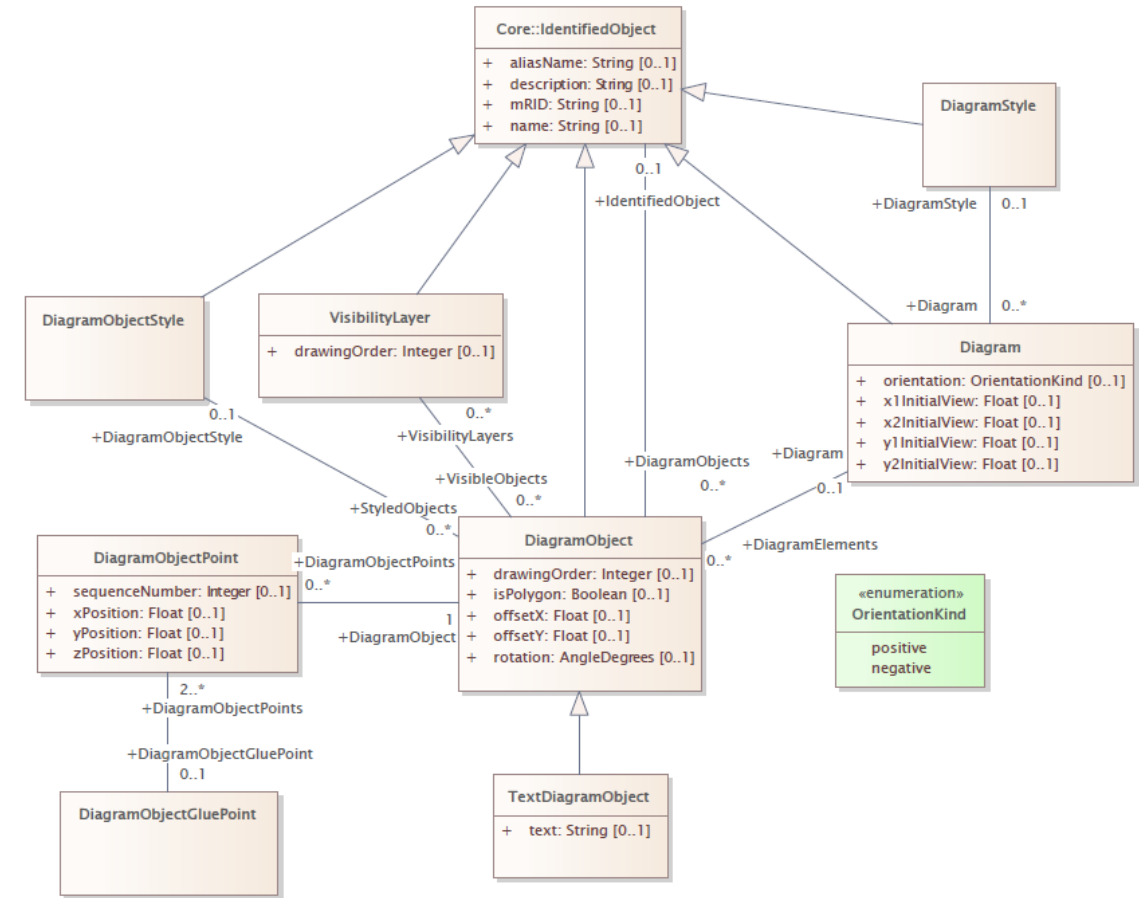 Core::IdentifiedObject
+ aliasName: String [0..1]
+ description: String [0..1]
+ mRID: String [0..1]
+ name: String [0..1]
DiagramStyle
0..1
+IdentifiedObject
+DiagramStyle 0..1
+Diagram 0..*
DiagramObjectStyle
VisibilityLayer
+ drawingOrder: Integer [0..1]
Diagram
+ orientation: OrientationKind [0..1]
+ x1InitialView: Float [0..1]
+ x2InitialView: Float [0..1]
+ y1InitialView: Float [0..1]
+ y2InitialView: Float [0..1]
0..1
+DiagramObjectStyle
0..*
+VisibilityLayers
+VisibleObjects
0..*
+StyledObjects
0..*
+DiagramObjects
0..*
+Diagram
0..1
+DiagramElements
0..*
DiagramObjectPoint
+ sequenceNumber: Integer [0..1]
+ xPosition: Float [0..1]
+ yPosition: Float [0..1]
+ zPosition: Float [0..1]
+DiagramObjectPoints
0..*
1
+DiagramObject
DiagramObject
+ drawingOrder: Integer [0..1]
+ isPolygon: Boolean [0..1]
+ offsetX: Float [0..1]
+ offsetY: Float [0..1]
+ rotation: AngleDegrees [0..1]
«enumeration»
OrientationKind
positive
negative
2..*
+DiagramObjectPoints
+DiagramObjectGluePoint
0..1
DiagramObjectGluePoint
TextDiagramObject
+ text: String [0..1]